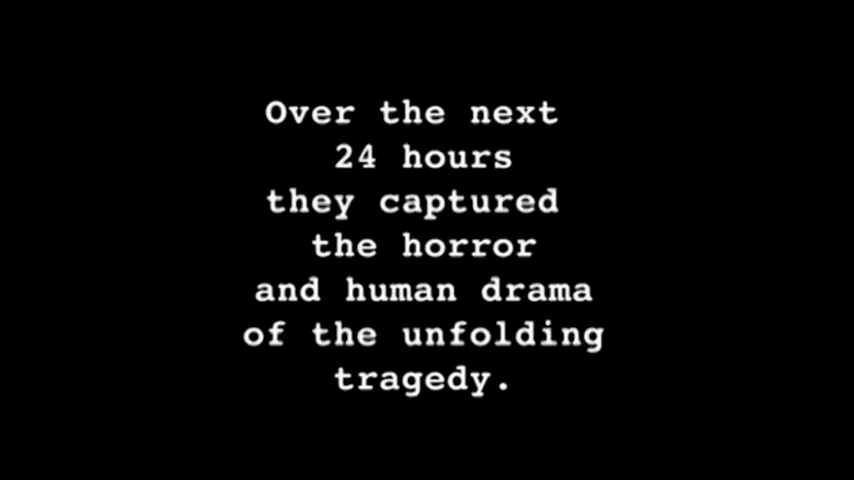 Over the next
24 hours
they captured
the horror
and human drama
of the unfolding
tragedy.